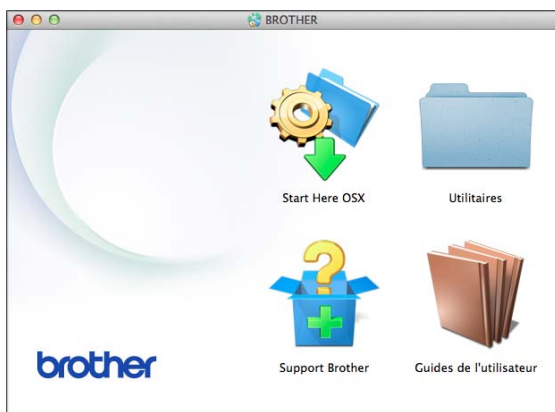 BROTHER
Start Here OSX
Utilitaires
Support Brother
Guides de l'utilisateur
brother